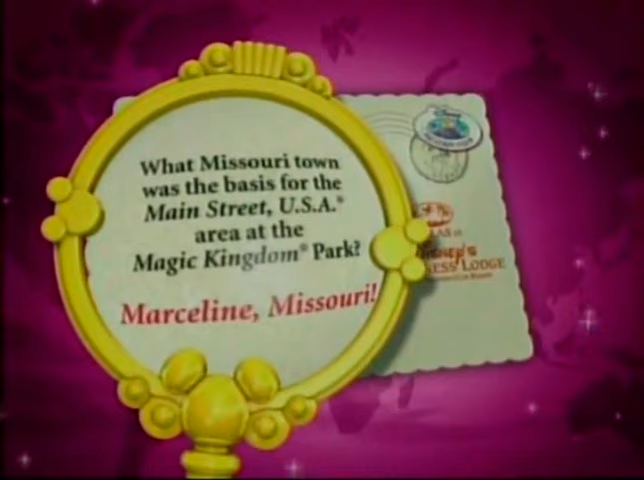 What Missouri town
was the basis for the
Main Street, U.S.A.®
area at the
Magic Kingdom® Park?
Marceline, Missouri!
LODGE